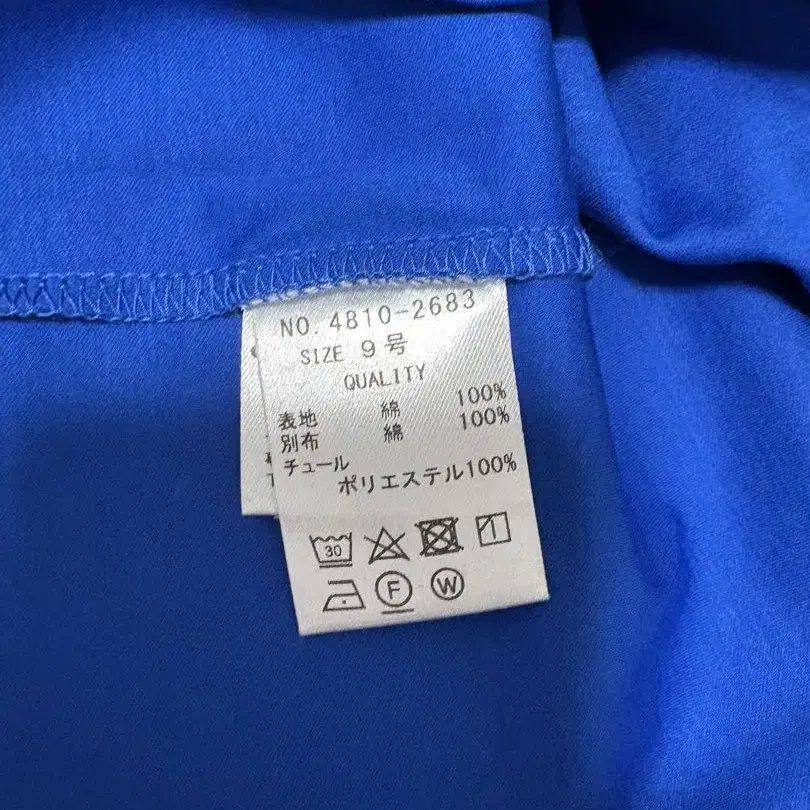 NO. 4810-2683
SIZE 9号
QUALITY
表地 綿 100%
別布 綿 100%
チュール
ポリエステル100%
30
F W